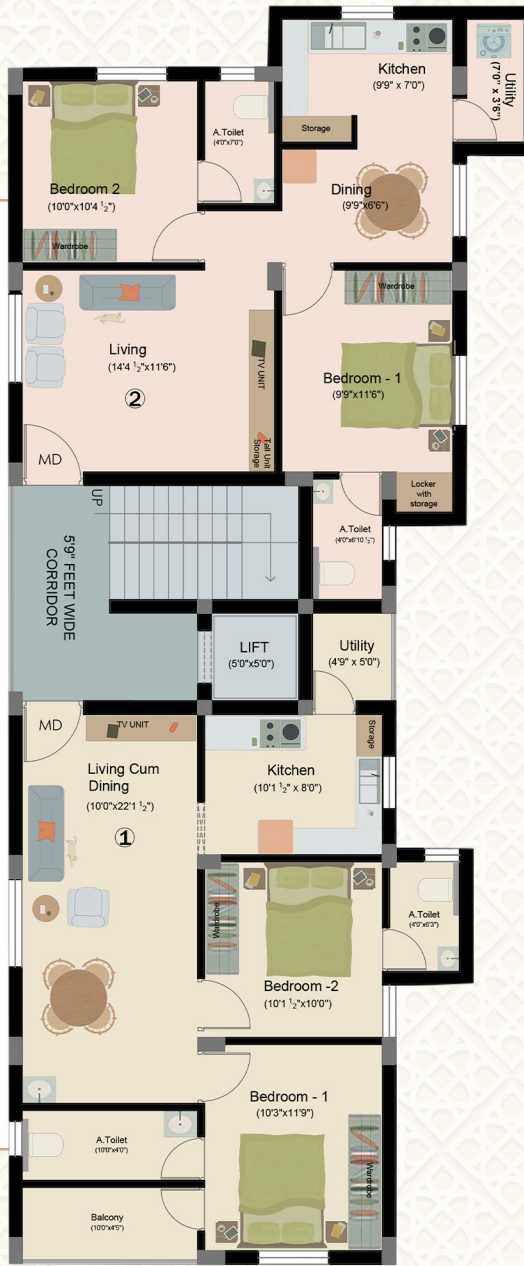 Kitchen
(9'9" x 7'0")
Utility
(7'0" x 3'6")
Storage
A.Toilet
(4'0"x7'0")
Bedroom 2
(10'0"x10'4 1/2")
Dining
(9'9"x6'6")
Wardrobe
Wardrobe
Living
(14'4 1/2"x11'6")
2
TV UNIT
Tall Unit
Storage
Bedroom - 1
(9'9"x11'6")
MD
Locker
with
storage
UP
A.Toilet
(4'0"x6'10 1/2")
5'9" FEET WIDE
CORRIDOR
LIFT
(5'0"x5'0")
Utility
(4'9" x 5'0")
MD
TV UNIT
Storage
Living Cum
Dining
(10'0"x22'1 1/2")
1
Kitchen
(10'1 1/2" x 8'0")
Wardrobe
A.Toilet
(4'0"x6'3")
Bedroom -2
(10'1 1/2"x10'0")
Bedroom - 1
(10'3"x11'9")
A.Toilet
(10'0"x4'0")
Wardrobe
Balcony
(10'0"x4'5")